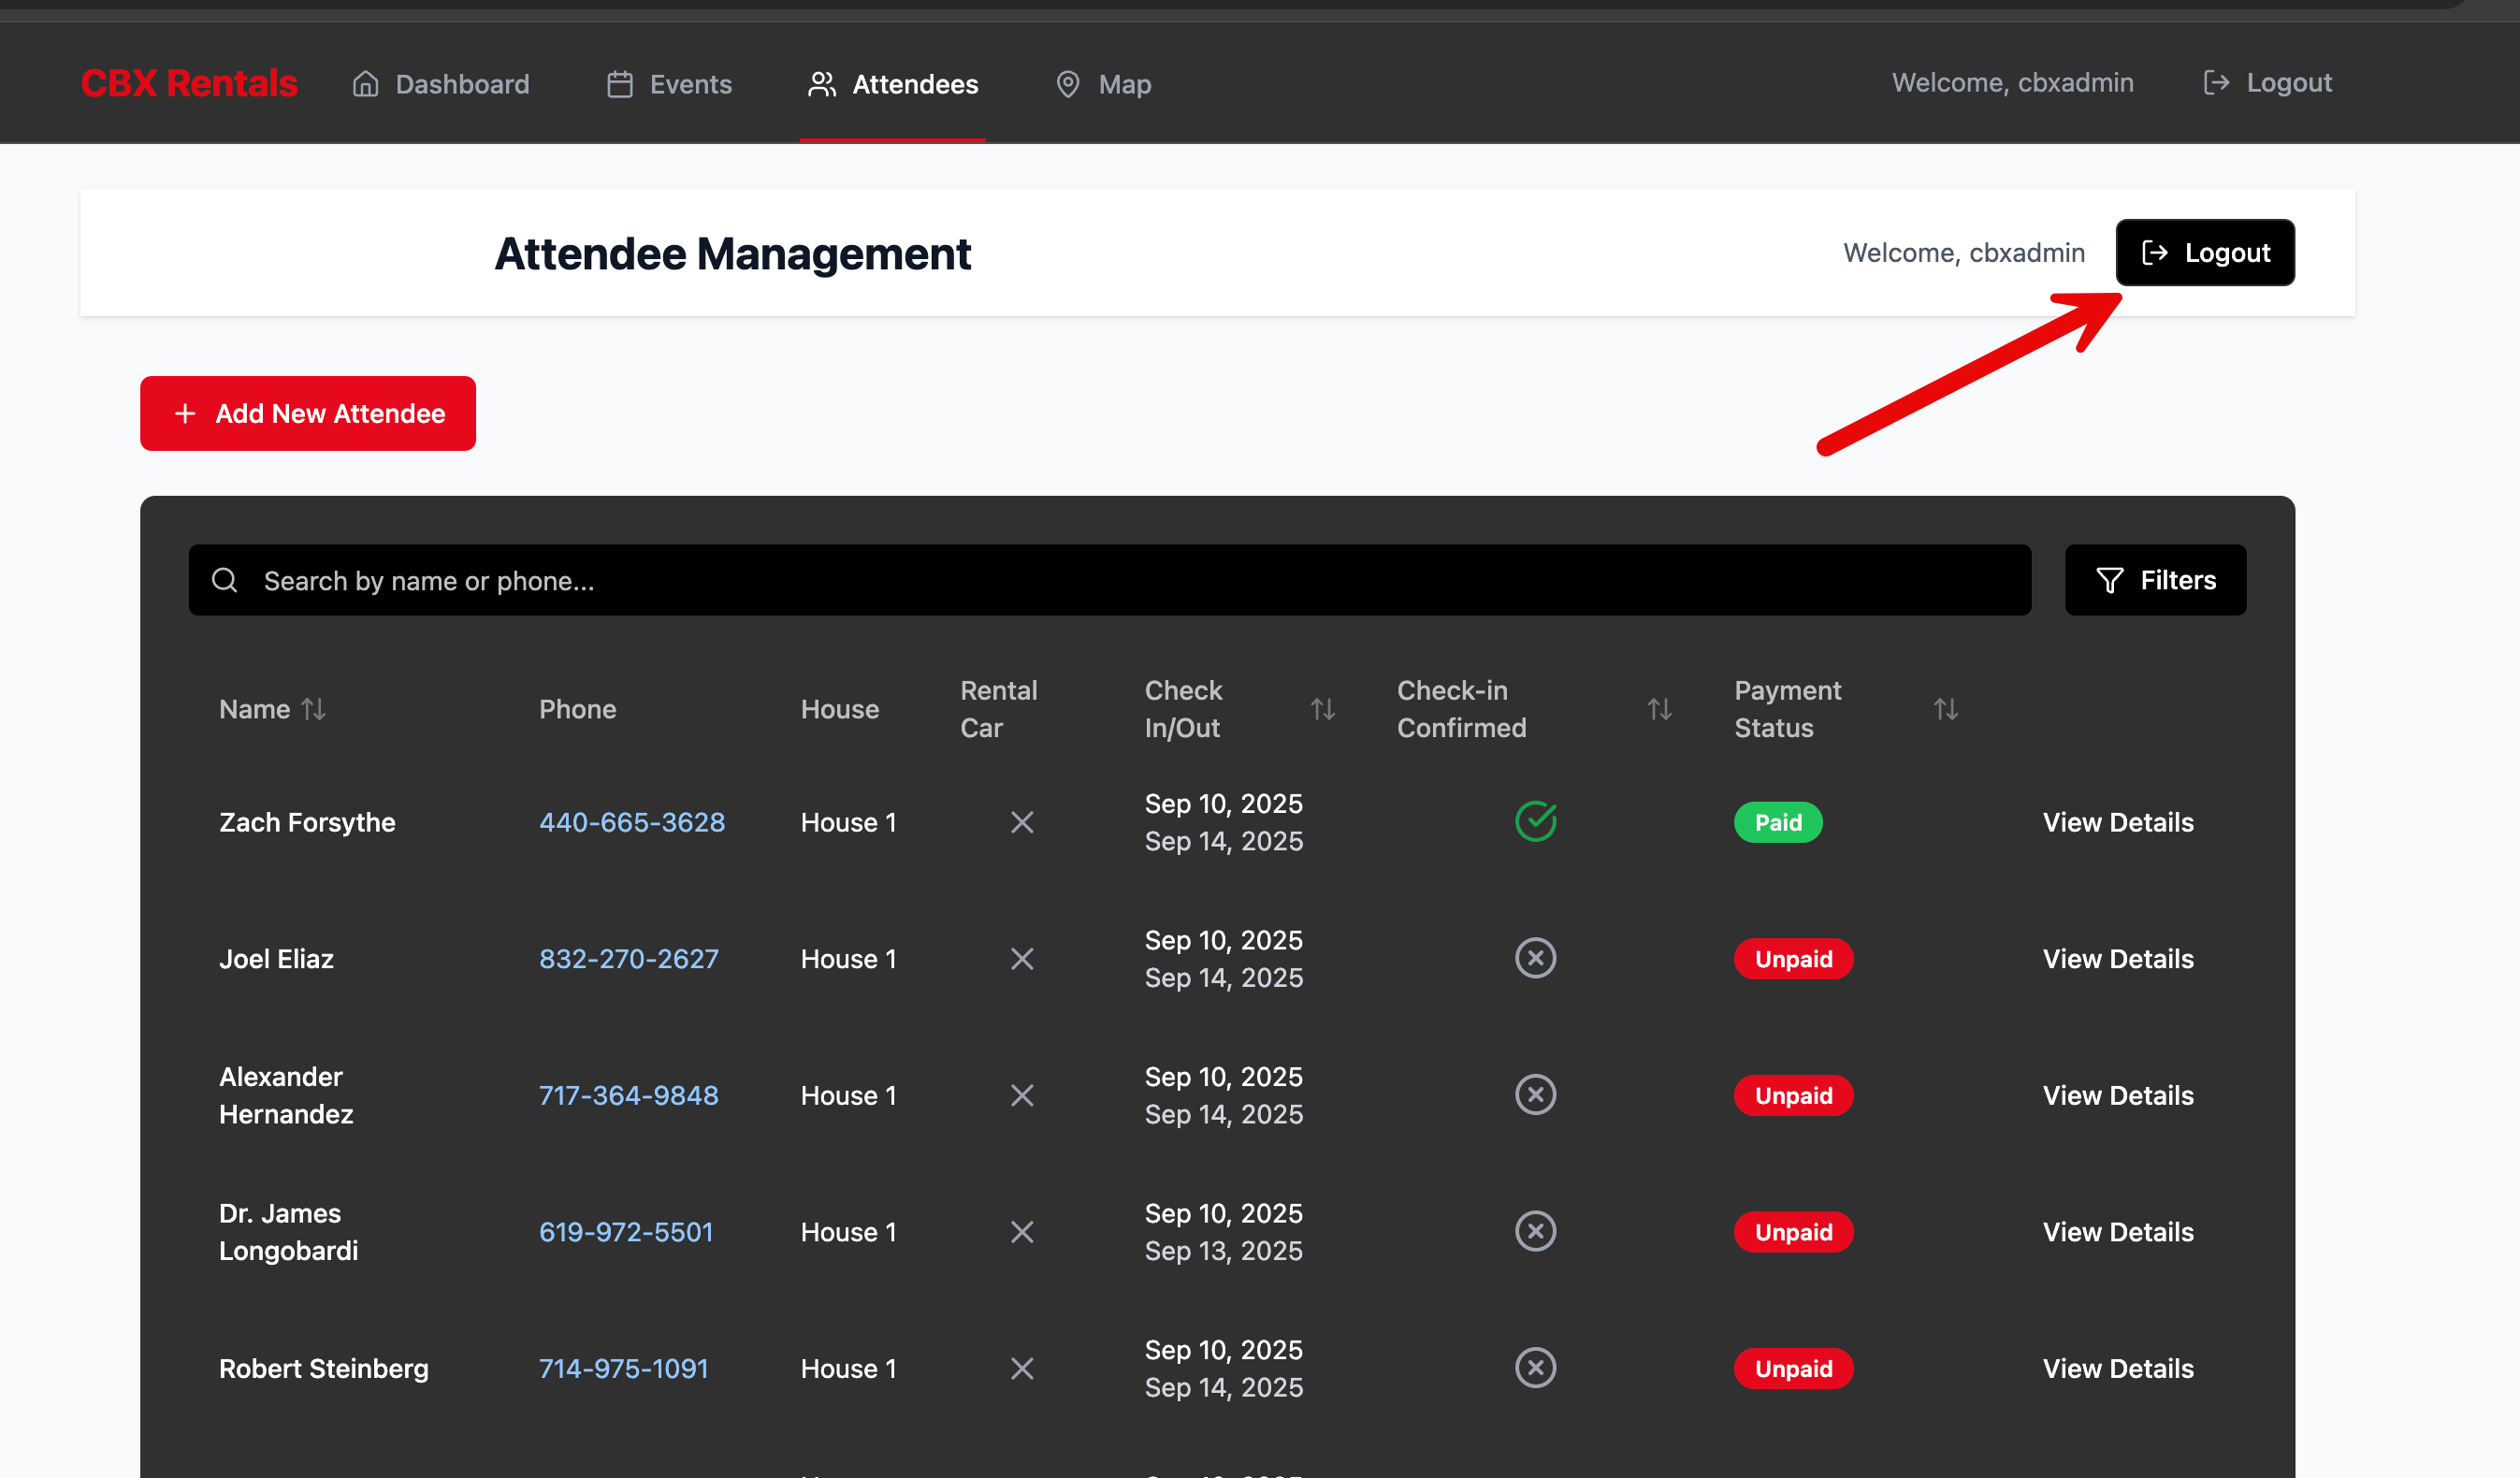 CBX Rentals Dashboard Events Attendees Map Welcome, cbxadmin Logout
Attendee Management Welcome, cbxadmin Logout
+ Add New Attendee
Search by name or phone... Filters
Name Phone House Rental Car Check In/Out Check-in Confirmed Payment Status
Zach Forsythe 440-665-3628 House 1 Sep 10, 2025 Sep 14, 2025 Paid View Details
Joel Eliaz 832-270-2627 House 1 Sep 10, 2025 Sep 14, 2025 Unpaid View Details
Alexander Hernandez 717-364-9848 House 1 Sep 10, 2025 Sep 14, 2025 Unpaid View Details
Dr. James Longobardi 619-972-5501 House 1 Sep 10, 2025 Sep 13, 2025 Unpaid View Details
Robert Steinberg 714-975-1091 House 1 Sep 10, 2025 Sep 14, 2025 Unpaid View Details